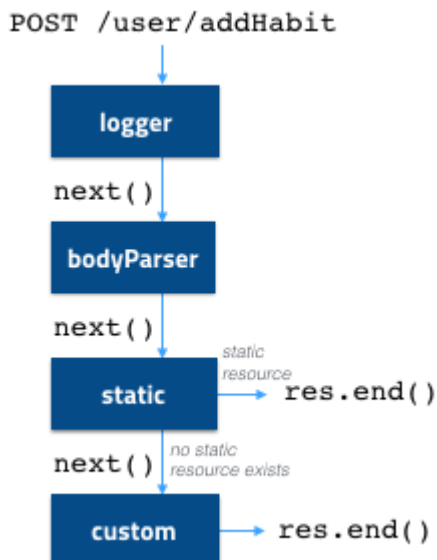 POST /user/addHabit
logger
next()
bodyParser
next()
static
resource
static
res.end()
next()
no static
resource exists
custom
res.end()